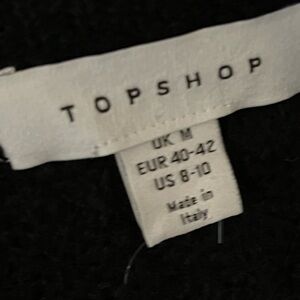 TOPSHOP
UK M
EUR 40-42
US 8-10
Made in
Italy